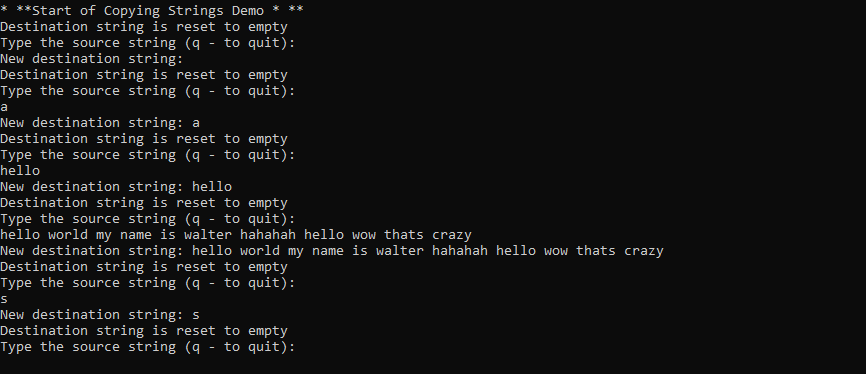 * **Start of Copying Strings Demo * **
Destination string is reset to empty
Type the source string (q - to quit):
New destination string:
Destination string is reset to empty
Type the source string (q - to quit):
a
New destination string: a
Destination string is reset to empty
Type the source string (q - to quit):
hello
New destination string: hello
Destination string is reset to empty
Type the source string (q - to quit):
hello world my name is walter hahahah hello wow thats crazy
New destination string: hello world my name is walter hahahah hello wow thats crazy
Destination string is reset to empty
Type the source string (q - to quit):
s
New destination string: s
Destination string is reset to empty
Type the source string (q - to quit):